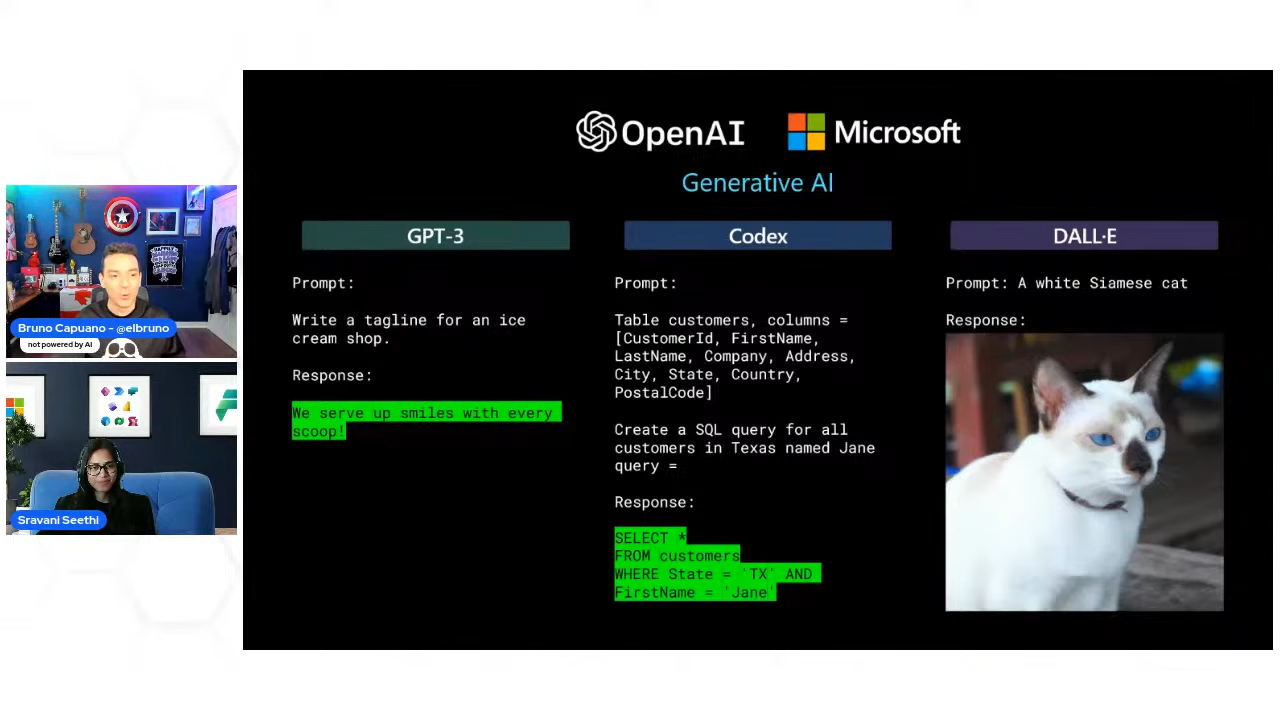 OpenAI
Microsoft
Generative AI
GPT-3
Prompt:
Write a tagline for an ice
cream shop.
Response:
We serve up smiles with every
scoop!
Codex
Prompt:
Table customers, columns =
[CustomerId, FirstName,
LastName, Company, Address,
City, State, Country,
PostalCode]
Create a SQL query for all
customers in Texas named Jane
query =
Response:
SELECT *
FROM customers
WHERE State = 'TX' AND
FirstName = 'Jane'
DALL·E
Prompt: A white Siamese cat
Response:
Bruno Capuano - @elbruno
not powered by AI
Sravani Seethi